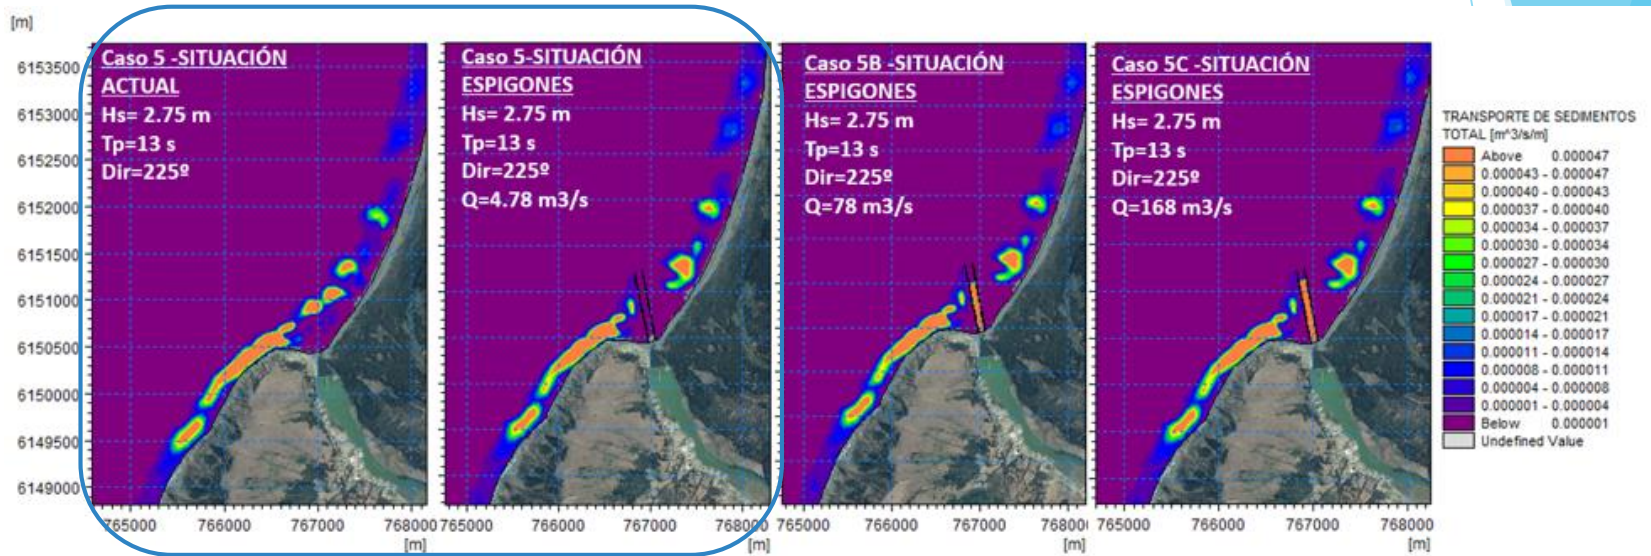 [m]
6153500
6153000
6152500
6152000
6151500
6151000
6150500
6150000
6149500
6149000
Caso 5 -SITUACIÓN
ACTUAL
Hs= 2.75 m
Tp=13 s
Dir=225º
765000 766000 767000 768000
[m]
Caso 5-SITUACIÓN
ESPIGONES
Hs= 2.75 m
Tp=13 s
Dir=225º
Q=4.78 m3/s
765000 766000 767000 768000
[m]
Caso 5B -SITUACIÓN
ESPIGONES
Hs= 2.75 m
Tp=13 s
Dir=225º
Q=78 m3/s
765000 766000 767000 768000
[m]
Caso 5C -SITUACIÓN
ESPIGONES
Hs= 2.75 m
Tp=13 s
Dir=225º
Q=168 m3/s
765000 766000 767000 768000
[m]
TRANSPORTE DE SEDIMENTOS
TOTAL [m^3/s/m]
Above 0.000047
0.000043 - 0.000047
0.000040 - 0.000043
0.000037 - 0.000040
0.000034 - 0.000037
0.000030 - 0.000034
0.000027 - 0.000030
0.000024 - 0.000027
0.000021 - 0.000024
0.000017 - 0.000021
0.000014 - 0.000017
0.000011 - 0.000014
0.000008 - 0.000011
0.000004 - 0.000008
0.000001 - 0.000004
Below 0.000001
Undefined Value